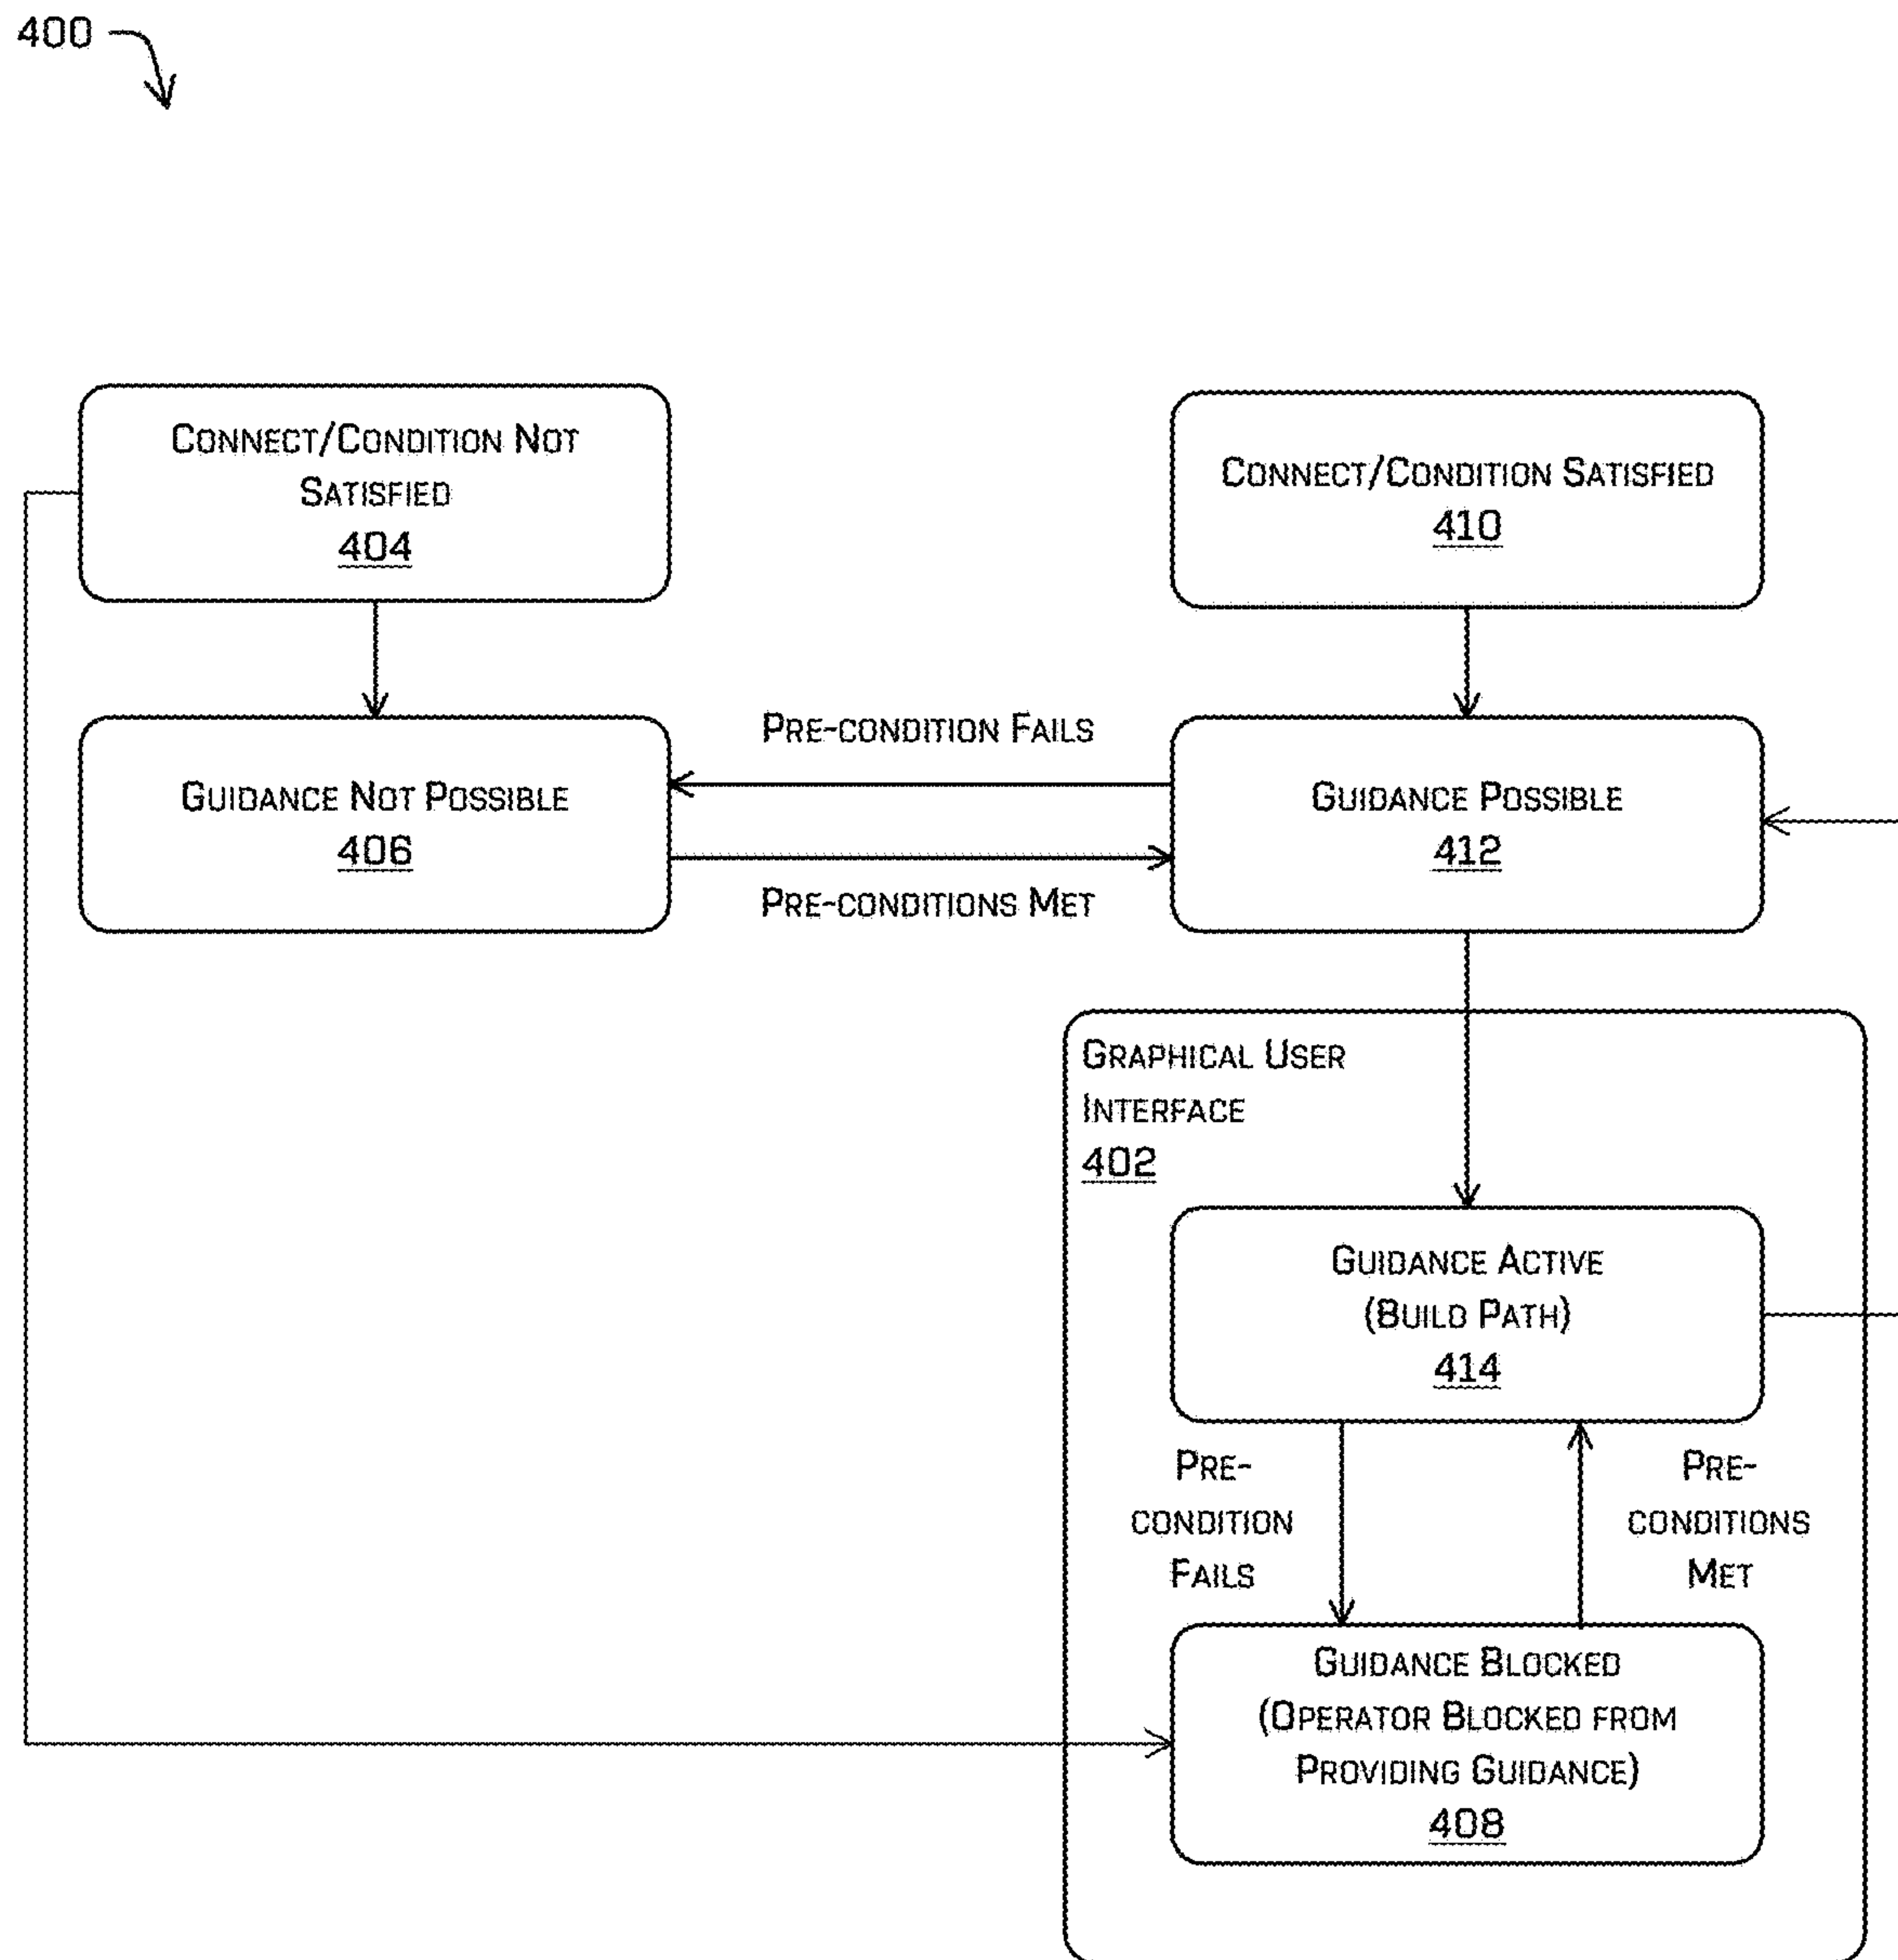 400
CONNECT/CONDITION NOT
SATISFIED
404
CONNECT/CONDITION SATISFIED
410
PRE-CONDITION FAILS
GUIDANCE NOT POSSIBLE
406
GUIDANCE POSSIBLE
412
PRE-CONDITIONS MET
GRAPHICAL USER
INTERFACE
402
GUIDANCE ACTIVE
(BUILD PATH)
414
PRE-
CONDITION
FAILS
PRE-
CONDITIONS
MET
GUIDANCE BLOCKED
(OPERATOR BLOCKED FROM
PROVIDING GUIDANCE)
408